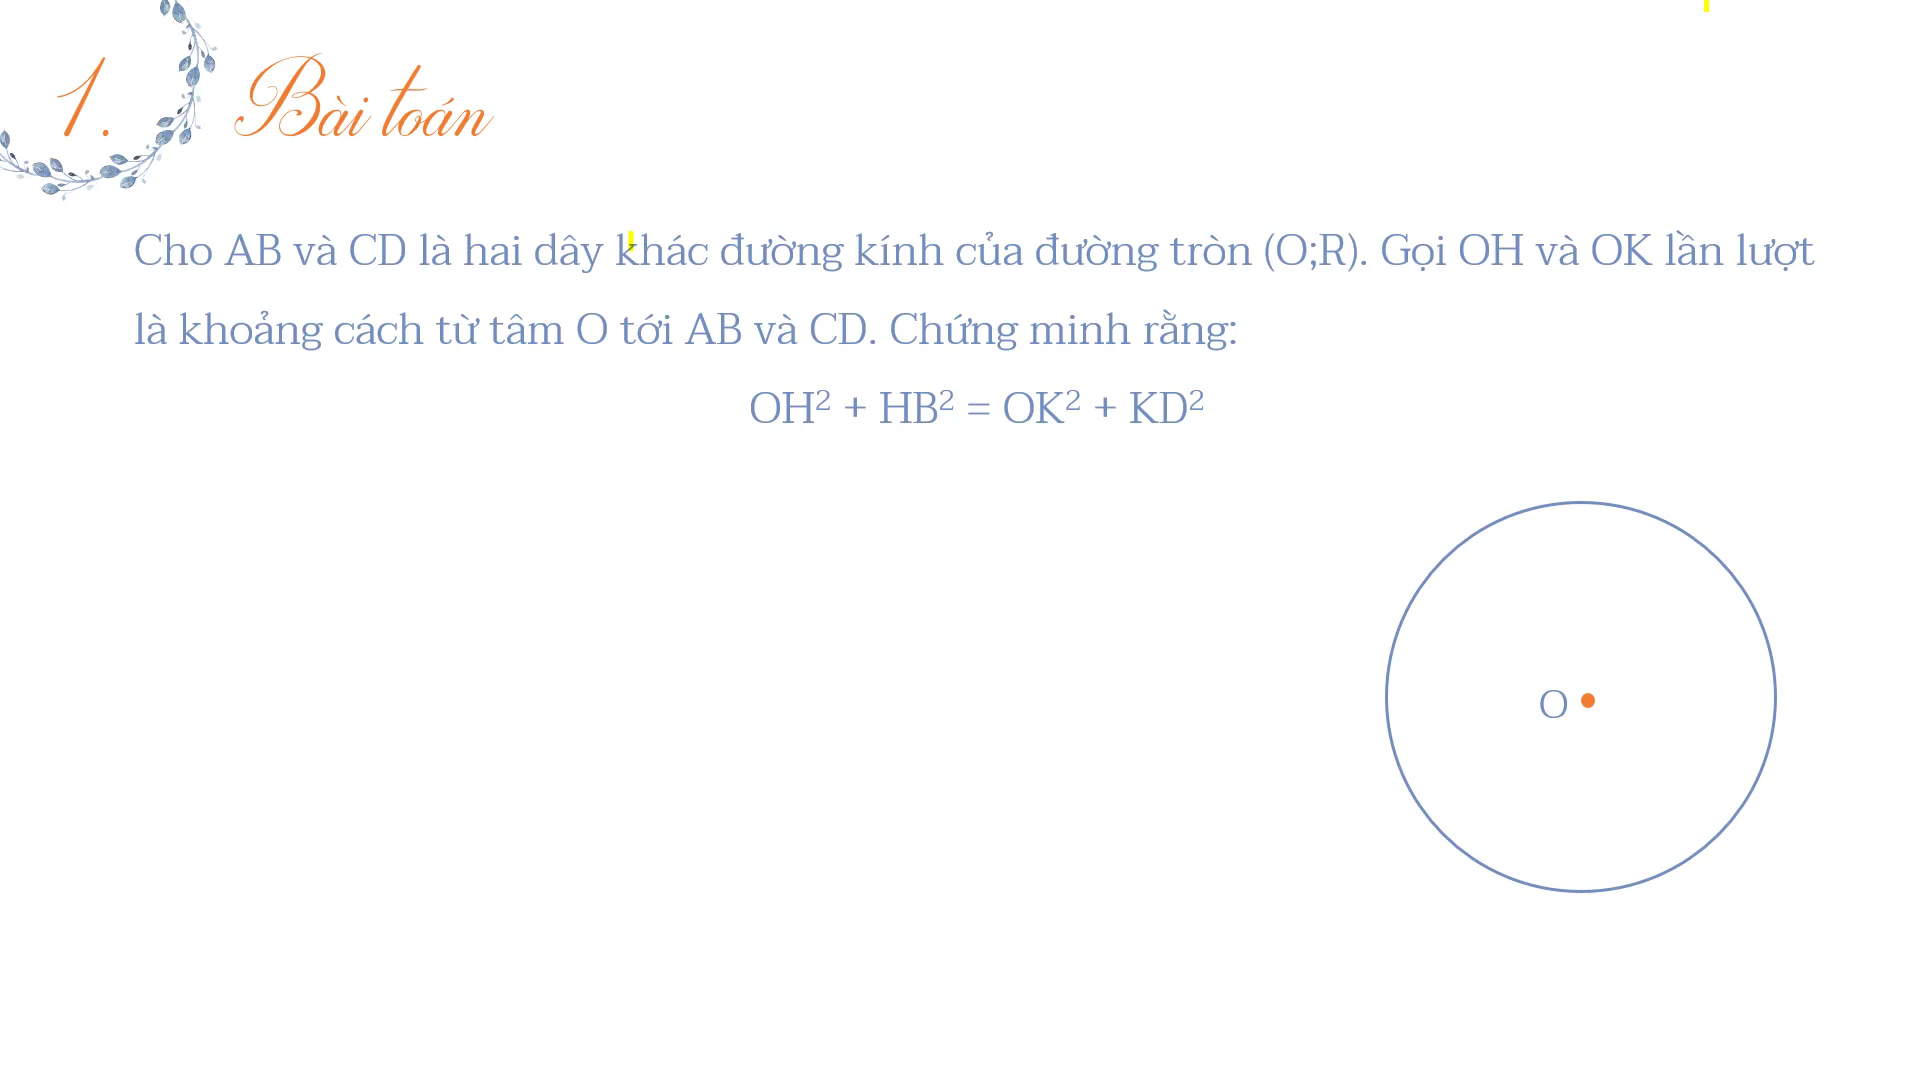 1.
Bài toán
Cho AB và CD là hai dây khác đường kính của đường tròn (O;R). Gọi OH và OK lần lượt
là khoảng cách từ tâm O tới AB và CD. Chứng minh rằng:
OH² + HB² = OK² + KD²
O